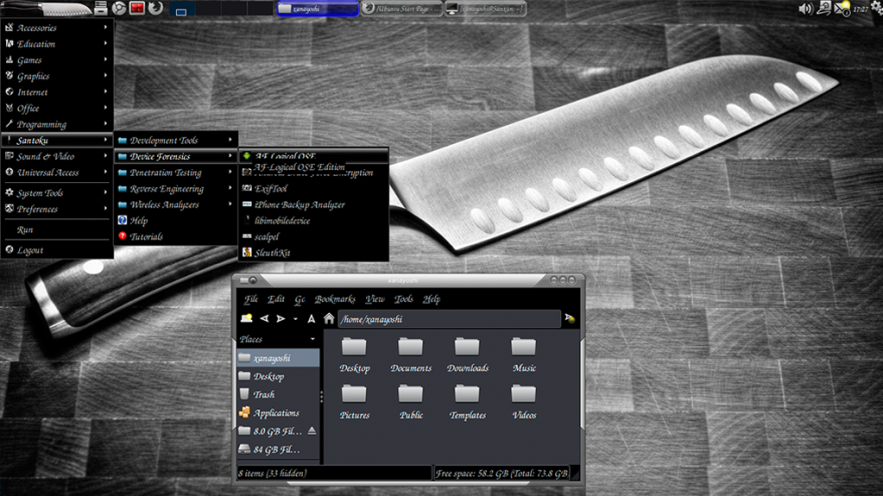 xanayoshi
Ubuntu Start Page -
17:27
Accessories
Education
Games
Graphics
Internet
Office
Programming
Santoku
Sound & Video
Universal Access
System Tools
Preferences
Run
Logout
Development Tools
Device Forensics
Penetration Testing
Reverse Engineering
Wireless Analyzers
Help
Tutorials
AF-Logical OSE
AF-Logical OSE Edition
Encryption
ExifTool
iPhone Backup Analyzer
libimobiledevice
scalpel
SleuthKit
xanayoshi
File Edit Go Bookmarks View Tools Help
/home/xanayoshi
Places
xanayoshi
Desktop
Trash
Applications
8.0 GB Fil...
84 GB Fil...
Desktop Documents Downloads Music
Pictures Public Templates Videos
8 items (33 hidden)
Free space: 58.2 GB (Total: 73.8 GB